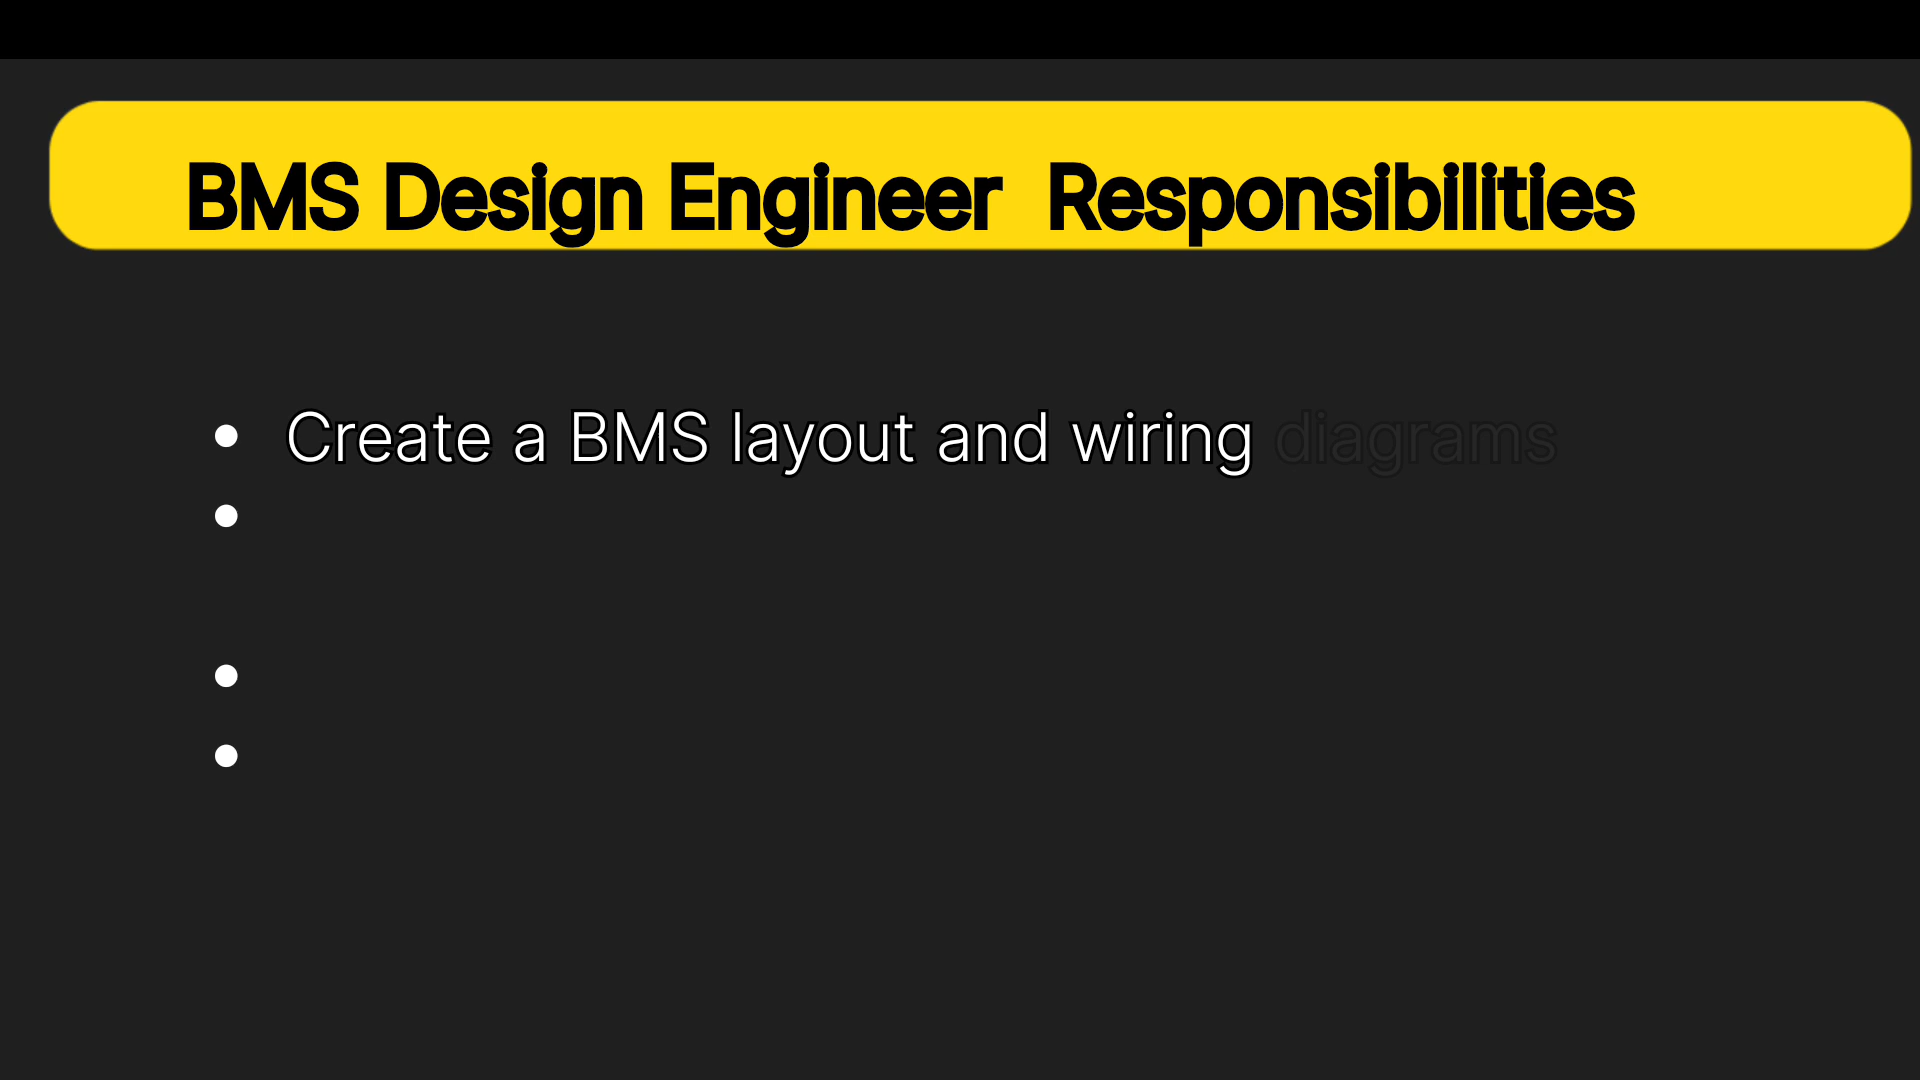 BMS Design Engineer  Responsibilities
• Create a BMS layout and wiring diagrams
•
•
•